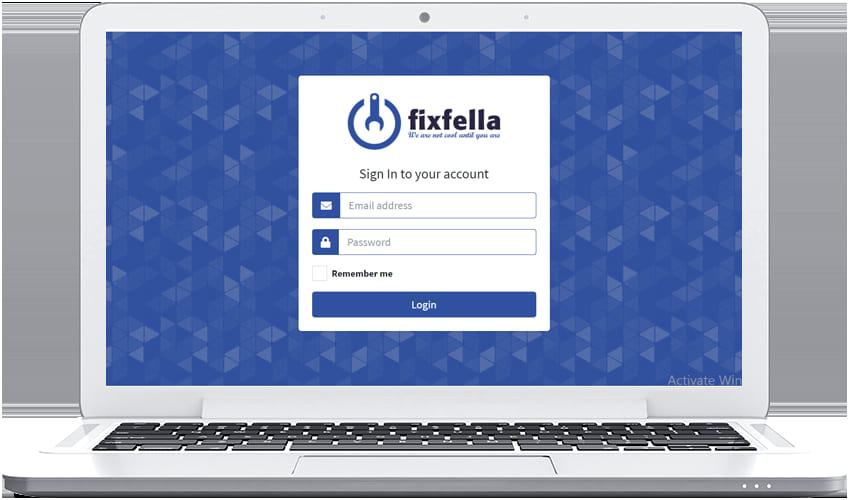 fixfella
We are not cool until you are
Sign In to your account
Email address
Password
Remember me
Login
Activate Win